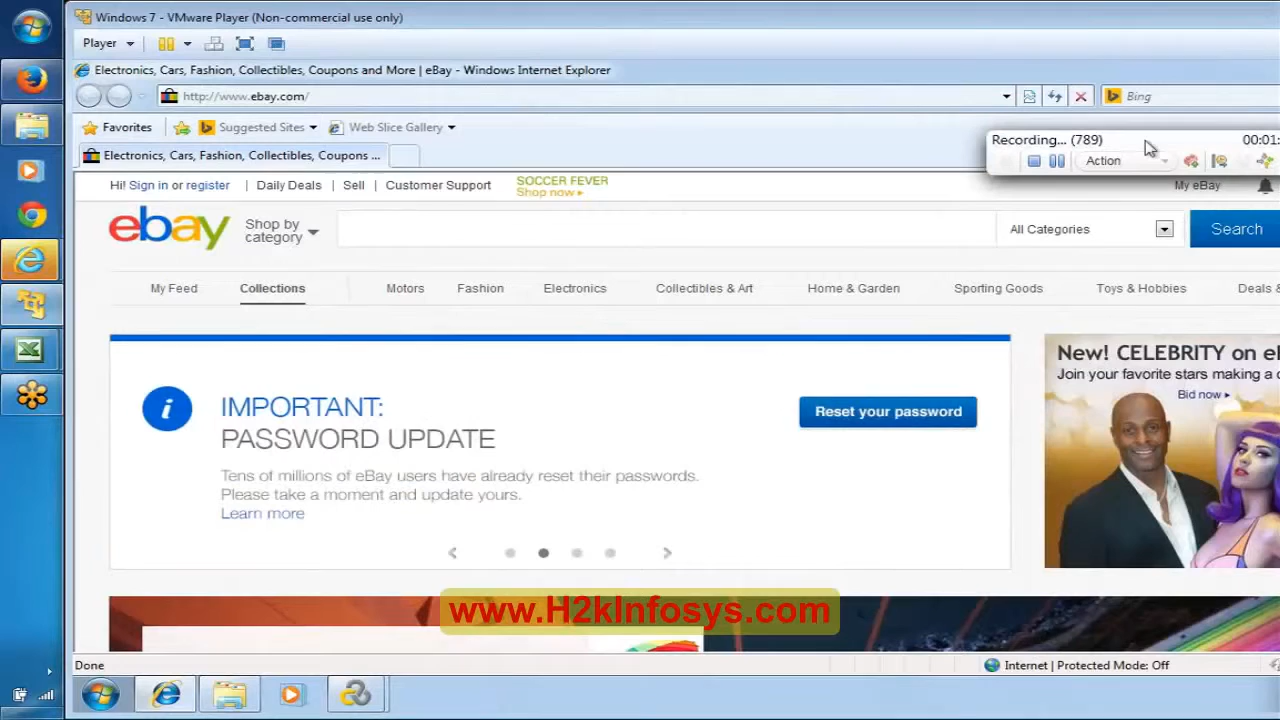 Windows 7 - VMware Player (Non-commercial use only)
Player
Electronics, Cars, Fashion, Collectibles, Coupons and More | eBay - Windows Internet Explorer
http://www.ebay.com/
Bing
Favorites
Suggested Sites
Web Slice Gallery
Recording... (789)
00:01:
Action
Electronics, Cars, Fashion, Collectibles, Coupons ...
Hi! Sign in or register
Daily Deals
Sell
Customer Support
SOCCER FEVER
Shop now
My eBay
ebay
Shop by
category
All Categories
Search
My Feed
Collections
Motors
Fashion
Electronics
Collectibles & Art
Home & Garden
Sporting Goods
Toys & Hobbies
Deals &
IMPORTANT:
PASSWORD UPDATE
Reset your password
Tens of millions of eBay users have already reset their passwords.
Please take a moment and update yours.
Learn more
New! CELEBRITY on e
Join your favorite stars making a
Bid now
www.H2kInfosys.com
Done
Internet | Protected Mode: Off